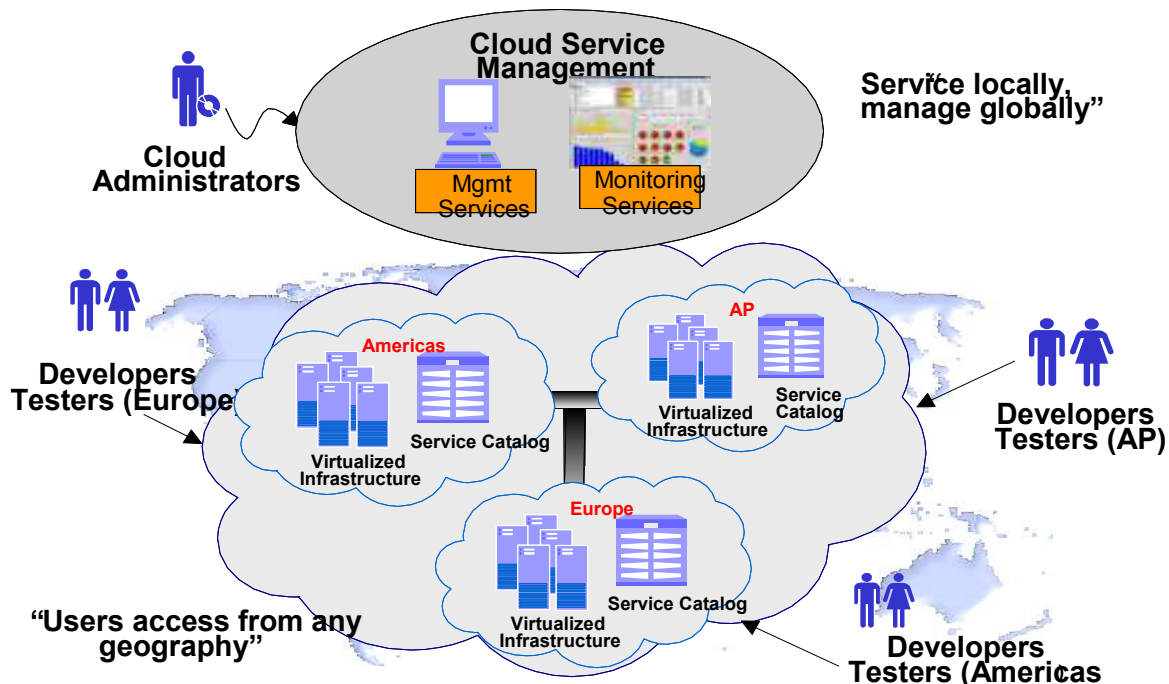 Cloud Service
Management
“Service locally,
manage globally”
Cloud
Administrators
Mgmt
Services
Monitoring
Services
Developers
Testers (Europe)
Americas
Service Catalog
Virtualized
Infrastructure
AP
Service
Catalog
Virtualized
Infrastructure
Developers
Testers (AP)
Europe
Service Catalog
Virtualized
Infrastructure
“Users access from any
geography”
Developers
Testers (Americas)